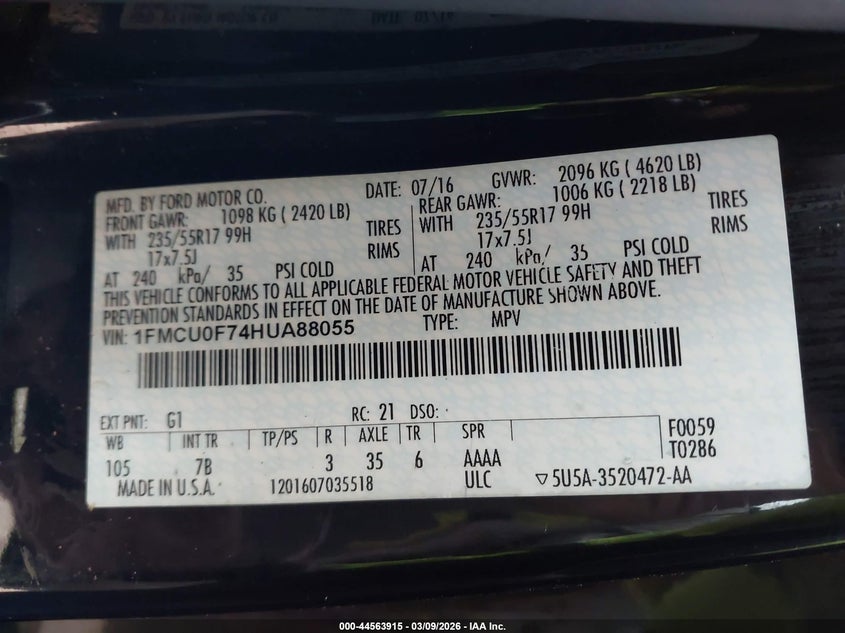 MFD. BY FORD MOTOR CO. DATE: 07/16 GVWR: 2096 KG ( 4620 LB)
FRONT GAWR: 1098 KG ( 2420 LB) REAR GAWR: 1006 KG ( 2218 LB)
WITH 235/55R17 99H TIRES WITH 235/55R17 99H TIRES
17x7.5J RIMS 17x7.5J RIMS
AT 240 kPa/ 35 PSI COLD AT 240 kPa/ 35 PSI COLD
THIS VEHICLE CONFORMS TO ALL APPLICABLE FEDERAL MOTOR VEHICLE SAFETY AND THEFT
PREVENTION STANDARDS IN EFFECT ON THE DATE OF MANUFACTURE SHOWN ABOVE.
VIN: 1FMCU0F74HUA88055 TYPE: MPV
EXT PNT: G1 RC: 21 DSO:
WB INT TR TP/PS R AXLE TR SPR F0059
105 7B 3 35 6 AAAA T0286
MADE IN U.S.A. 1201607035518 ULC ▽5U5A-3520472-AA
000-44563915 - 03/09/2026 - IAA Inc.